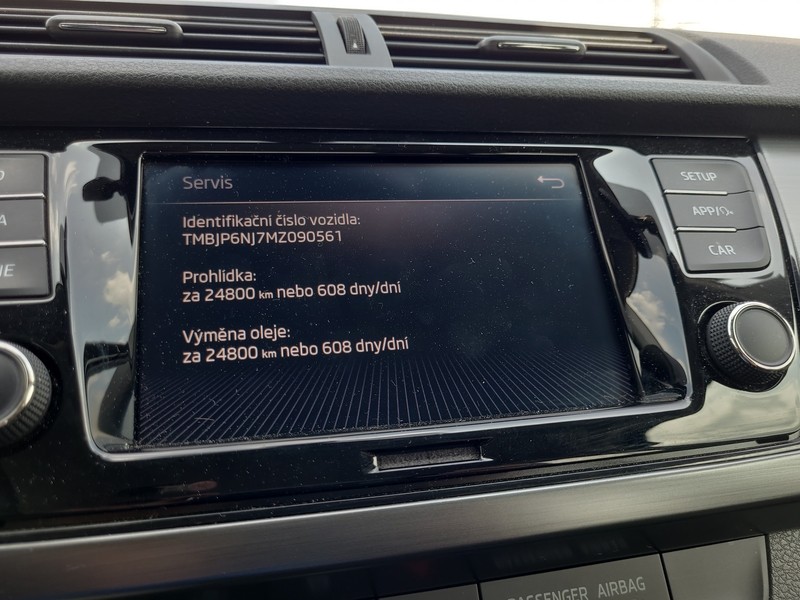 Servis
Identifikační číslo vozidla:
TMBJP6NJ7MZ090561
Prohlídka:
za 24800 km nebo 608 dny/dní
Výměna oleje:
za 24800 km nebo 608 dny/dní
SETUP
CAR
PASSENGER AIRBAG